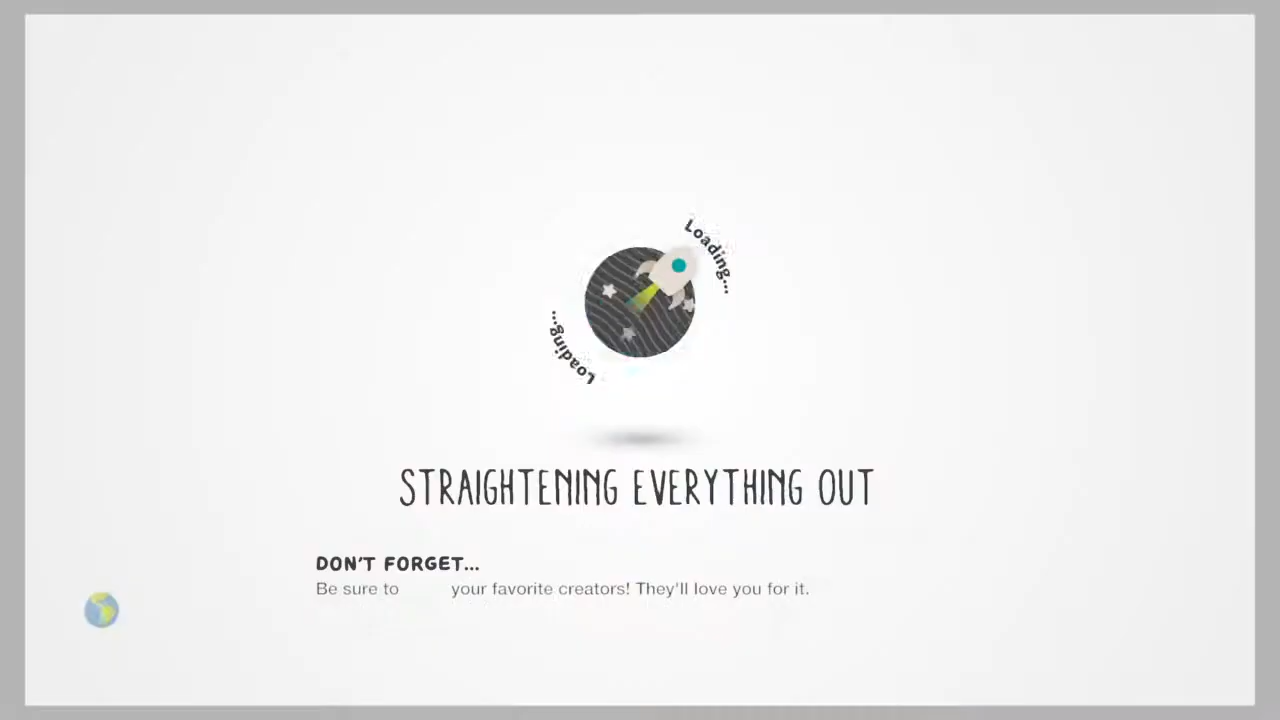 Loading...
Loading...
STRAIGHTENING EVERYTHING OUT
DON'T FORGET...
Be sure to your favorite creators! They'll love you for it.